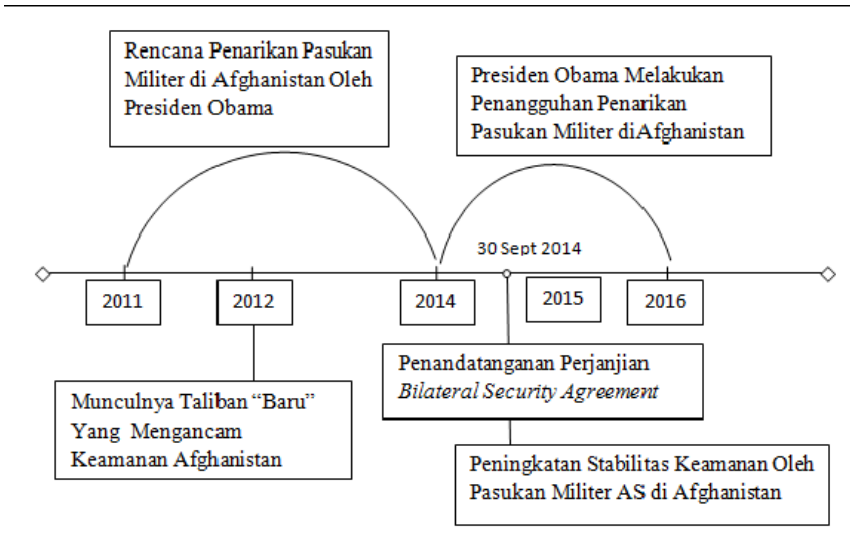 Rencana Penarikan Pasukan
Militer di Afghanistan Oleh
Presiden Obama
Presiden Obama Melakukan
Penangguhan Penarikan
Pasukan Militer diAfghanistan
30 Sept 2014
2011
2012
2014
2015
2016
Penandatanganan Perjanjian
Bilateral Security Agreement
Munculnya Taliban “Baru”
Yang Mengancam
Keamanan Afghanistan
Peningkatan Stabilitas Keamanan Oleh
Pasukan Militer AS di Afghanistan